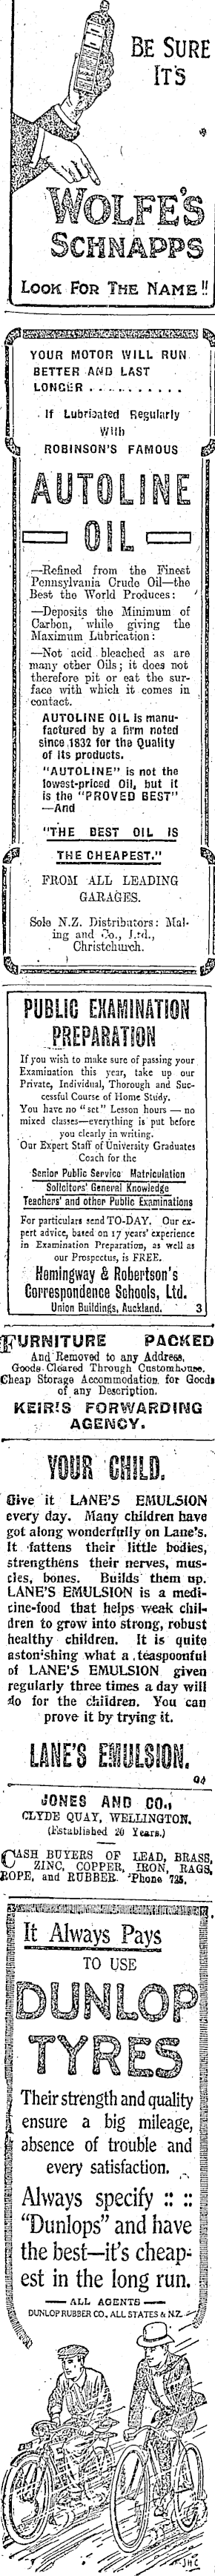 BE SURE
IT'S
WOLFE'S
SCHNAPPS
LOOK FOR THE NAME!!
YOUR MOTOR WILL RUN
BETTER AND LAST
LONGER ..........
If Lubricated Regularly
With
ROBINSON'S FAMOUS
AUTOLINE
OIL
—Refined from the Finest
Pennsylvania Crude Oil—the
Best the World Produces:
—Deposits the Minimum of
Carbon, while giving the
Maximum Lubrication:
—Not acid bleached as are
many other Oils; it does not
therefore pit or eat the sur-
face with which it comes in
contact.
AUTOLINE OIL is manu-
factured by a firm noted
since 1832 for the Quality
of its products.
"AUTOLINE" is not the
lowest-priced Oil, but it
is the "PROVED BEST"
—And
"THE BEST OIL IS
THE CHEAPEST."
FROM ALL LEADING
GARAGES.
Sole N.Z. Distributors: Mal-
ing and Co., Ltd.,
Christchurch.
PUBLIC EXAMINATION
PREPARATION
If you wish to make sure of passing your
Examination this year, take up our
Private, Individual, Thorough and Suc-
cessful Course of Home Study.
You have no "set" Lesson hours — no
mixed classes—everything is put before
you clearly in writing.
Our Expert Staff of University Graduates
Coach for the
Senior Public Service Matriculation
Solicitors' General Knowledge
Teachers' and other Public Examinations
For particulars send TO-DAY. Our ex-
pert advice, based on 17 years' experience
in Examination Preparation, as well as
our Prospectus, is FREE.
Hemingway & Robertson's
Correspondence Schools, Ltd.
Union Buildings, Auckland. 3
FURNITURE PACKED
And Removed to any Address,
Goods Cleared Through Customhouse.
Cheap Storage Accommodation for Goods
of any Description.
KEIR'S FORWARDING
AGENCY.
YOUR CHILD.
Give it LANE'S EMULSION
every day. Many children have
got along wonderfully on Lane's.
It fattens their little bodies,
strengthens their nerves, mus-
cles, bones. Builds them up.
LANE'S EMULSION is a medi-
cine-food that helps weak chil-
dren to grow into strong, robust
healthy children. It is quite
astonishing what a teaspoonful
of LANE'S EMULSION given
regularly three times a day will
do for the children. You can
prove it by trying it.
LANE'S EMULSION.
JONES AND CO.,
CLYDE QUAY, WELLINGTON.
(Established 20 Years.)
CASH BUYERS OF LEAD, BRASS,
ZINC, COPPER, IRON, RAGS,
ROPE, and RUBBER. 'Phone 725.
It Always Pays
TO USE
DUNLOP
TYRES
Their strength and quality
ensure a big mileage,
absence of trouble and
every satisfaction.
Always specify :: ::
"Dunlops" and have
the best—it's cheap-
est in the long run.
— ALL AGENTS —
DUNLOP RUBBER CO., ALL STATES & N.Z.
JHC